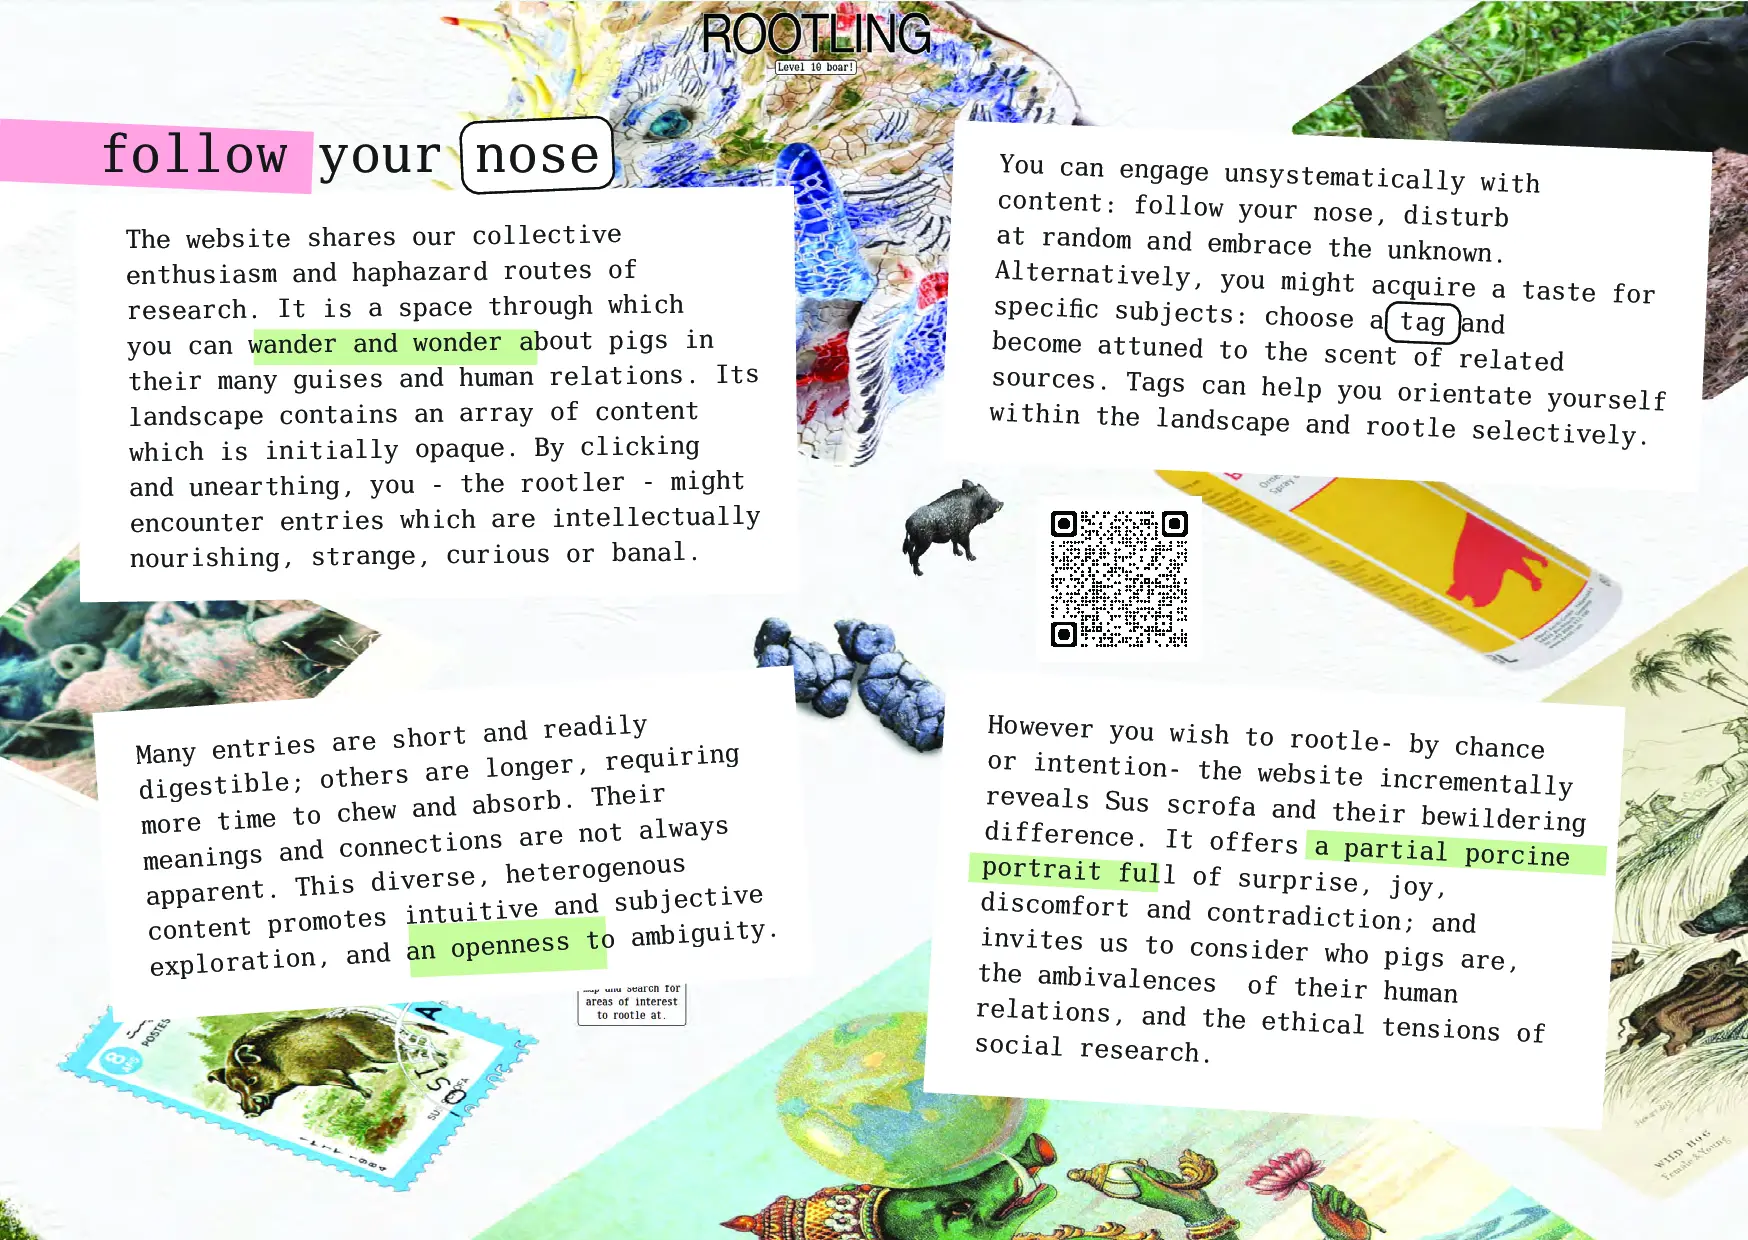 ROOTLING
Level 10 boar!
follow your nose
The website shares our collective
enthusiasm and haphazard routes of
research. It is a space through which
you can wander and wonder about pigs in
their many guises and human relations. Its
landscape contains an array of content
which is initially opaque. By clicking
and unearthing, you - the rootler - might
encounter entries which are intellectually
nourishing, strange, curious or banal.
Many entries are short and readily
digestible; others are longer, requiring
more time to chew and absorb. Their
meanings and connections are not always
apparent. This diverse, heterogenous
content promotes intuitive and subjective
exploration, and an openness to ambiguity.
map and search for
areas of interest
to rootle at.
POSTES
8
1984
You can engage unsystematically with
content: follow your nose, disturb
at random and embrace the unknown.
Alternatively, you might acquire a taste for
specific subjects: choose a tag and
become attuned to the scent of related
sources. Tags can help you orientate yourself
within the landscape and rootle selectively.
However you wish to rootle- by chance
or intention- the website incrementally
reveals Sus scrofa and their bewildering
difference. It offers a partial porcine
portrait full of surprise, joy,
discomfort and contradiction; and
invites us to consider who pigs are,
the ambivalences  of their human
relations, and the ethical tensions of
social research.
WILD HOG
Female & Young